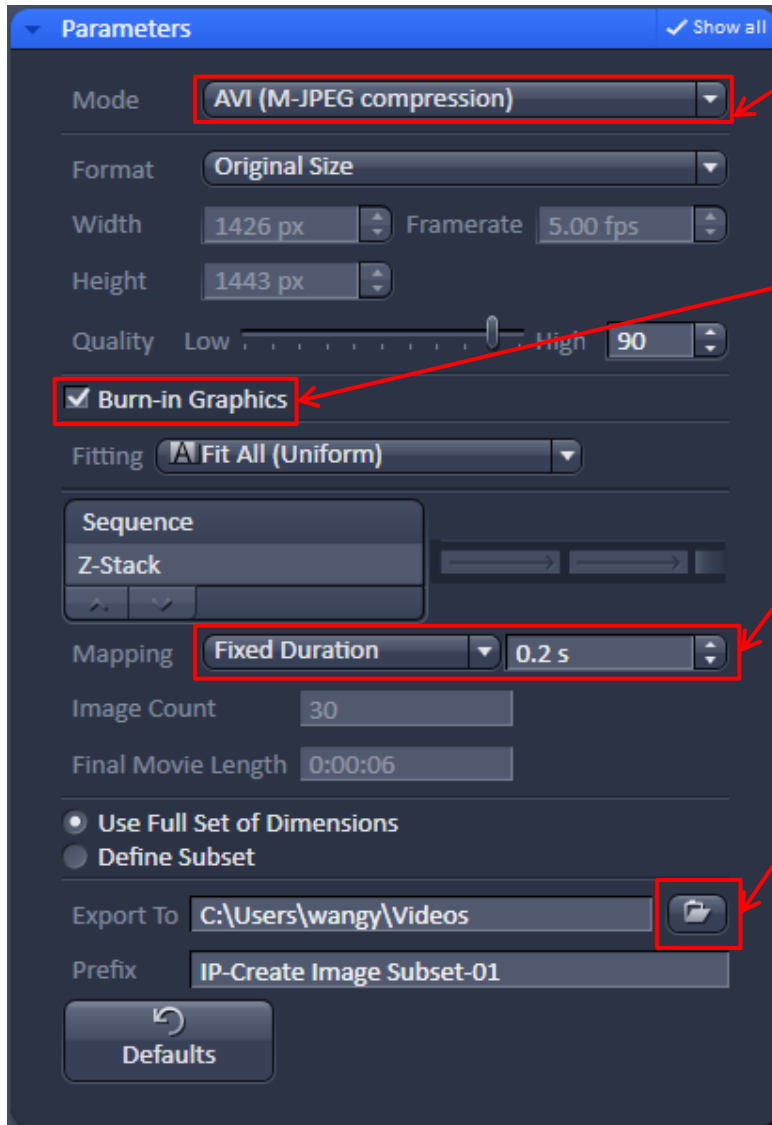 Parameters Show all
Mode AVI (M-JPEG compression)
Format Original Size
Width 1426 px Framerate 5.00 fps
Height 1443 px
Quality Low High 90
Burn-in Graphics
Fitting A Fit All (Uniform)
Sequence
Z-Stack
Mapping Fixed Duration 0.2 s
Image Count 30
Final Movie Length 0:00:06
Use Full Set of Dimensions
Define Subset
Export To C:\Users\wangy\Videos
Prefix IP-Create Image Subset-01
Defaults